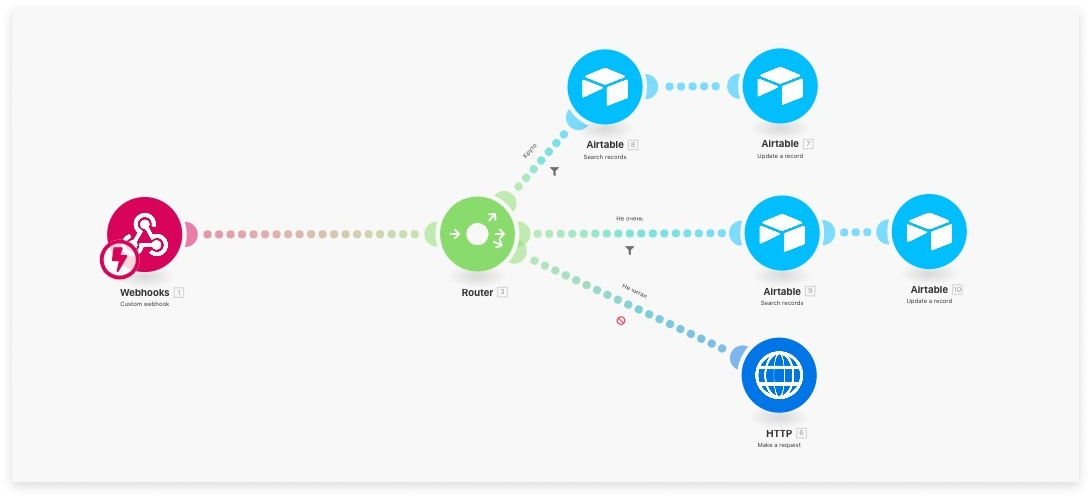 Круто
Airtable 8
Search records
Airtable 7
Update a record
Webhooks 1
Custom webhook
Router 3
Не очень
Airtable 9
Search records
Airtable 10
Update a record
Не читал
HTTP 6
Make a request